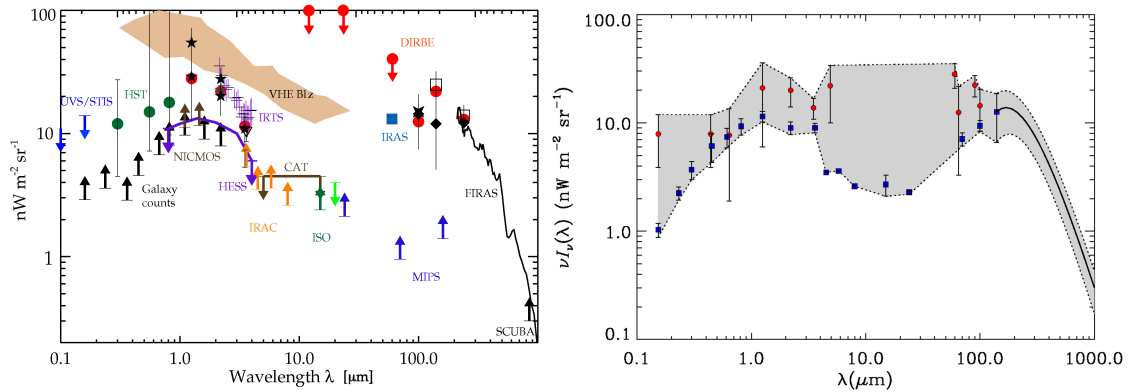 100
10
1
nW m⁻² sr⁻¹
UVS/STIS
HST
NICMOS
Galaxy
counts
VHE Blz
IRTS
HESS
CAT
IRAC
ISO
DIRBE
IRAS
FIRAS
MIPS
SCUBA
0.1
1.0
10.0
100.0
Wavelength λ [μm]
100.0
10.0
1.0
0.1
νIᵥ(λ) (nW m⁻² sr⁻¹)
0.1
1.0
10.0
100.0
1000.0
λ(μm)